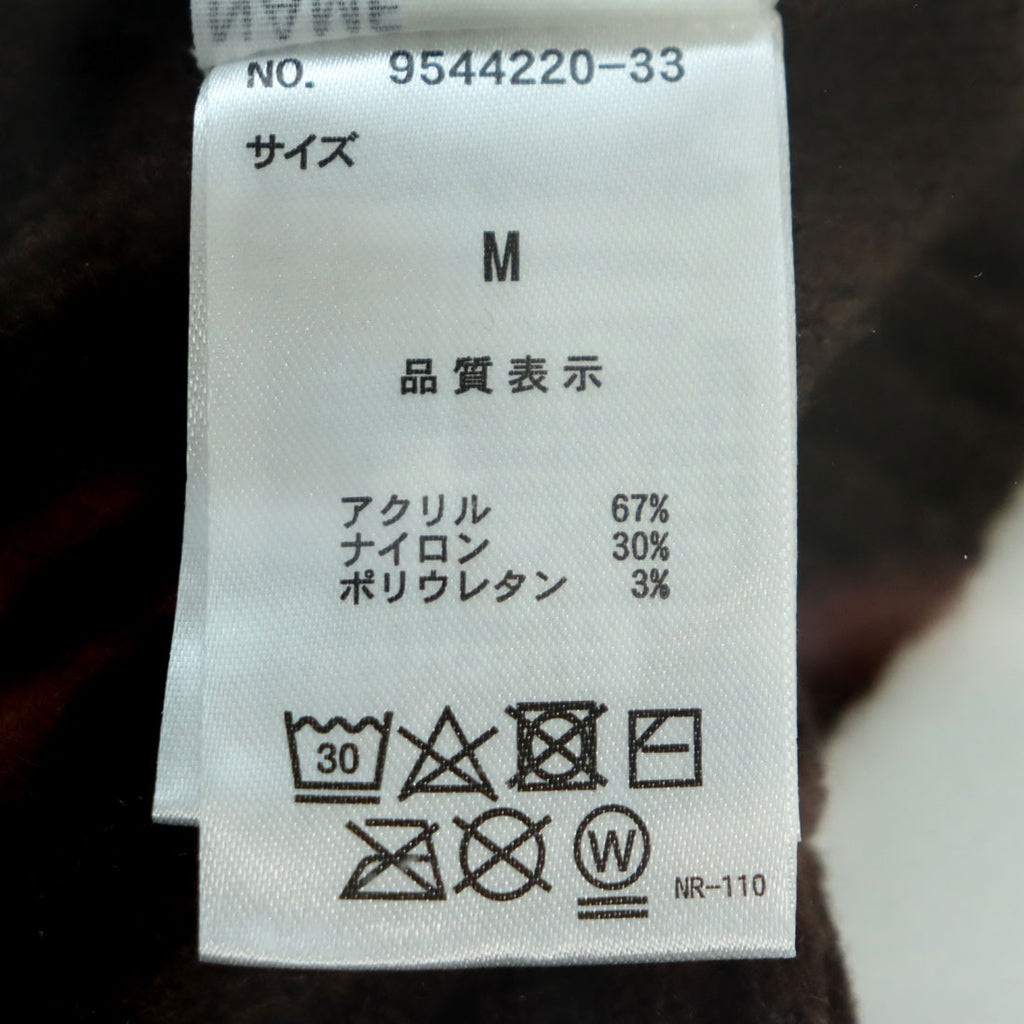 NAME
NO. 9544220-33
サイズ
M
品質表示
アクリル 67%
ナイロン 30%
ポリウレタン 3%
30
W
NR-110